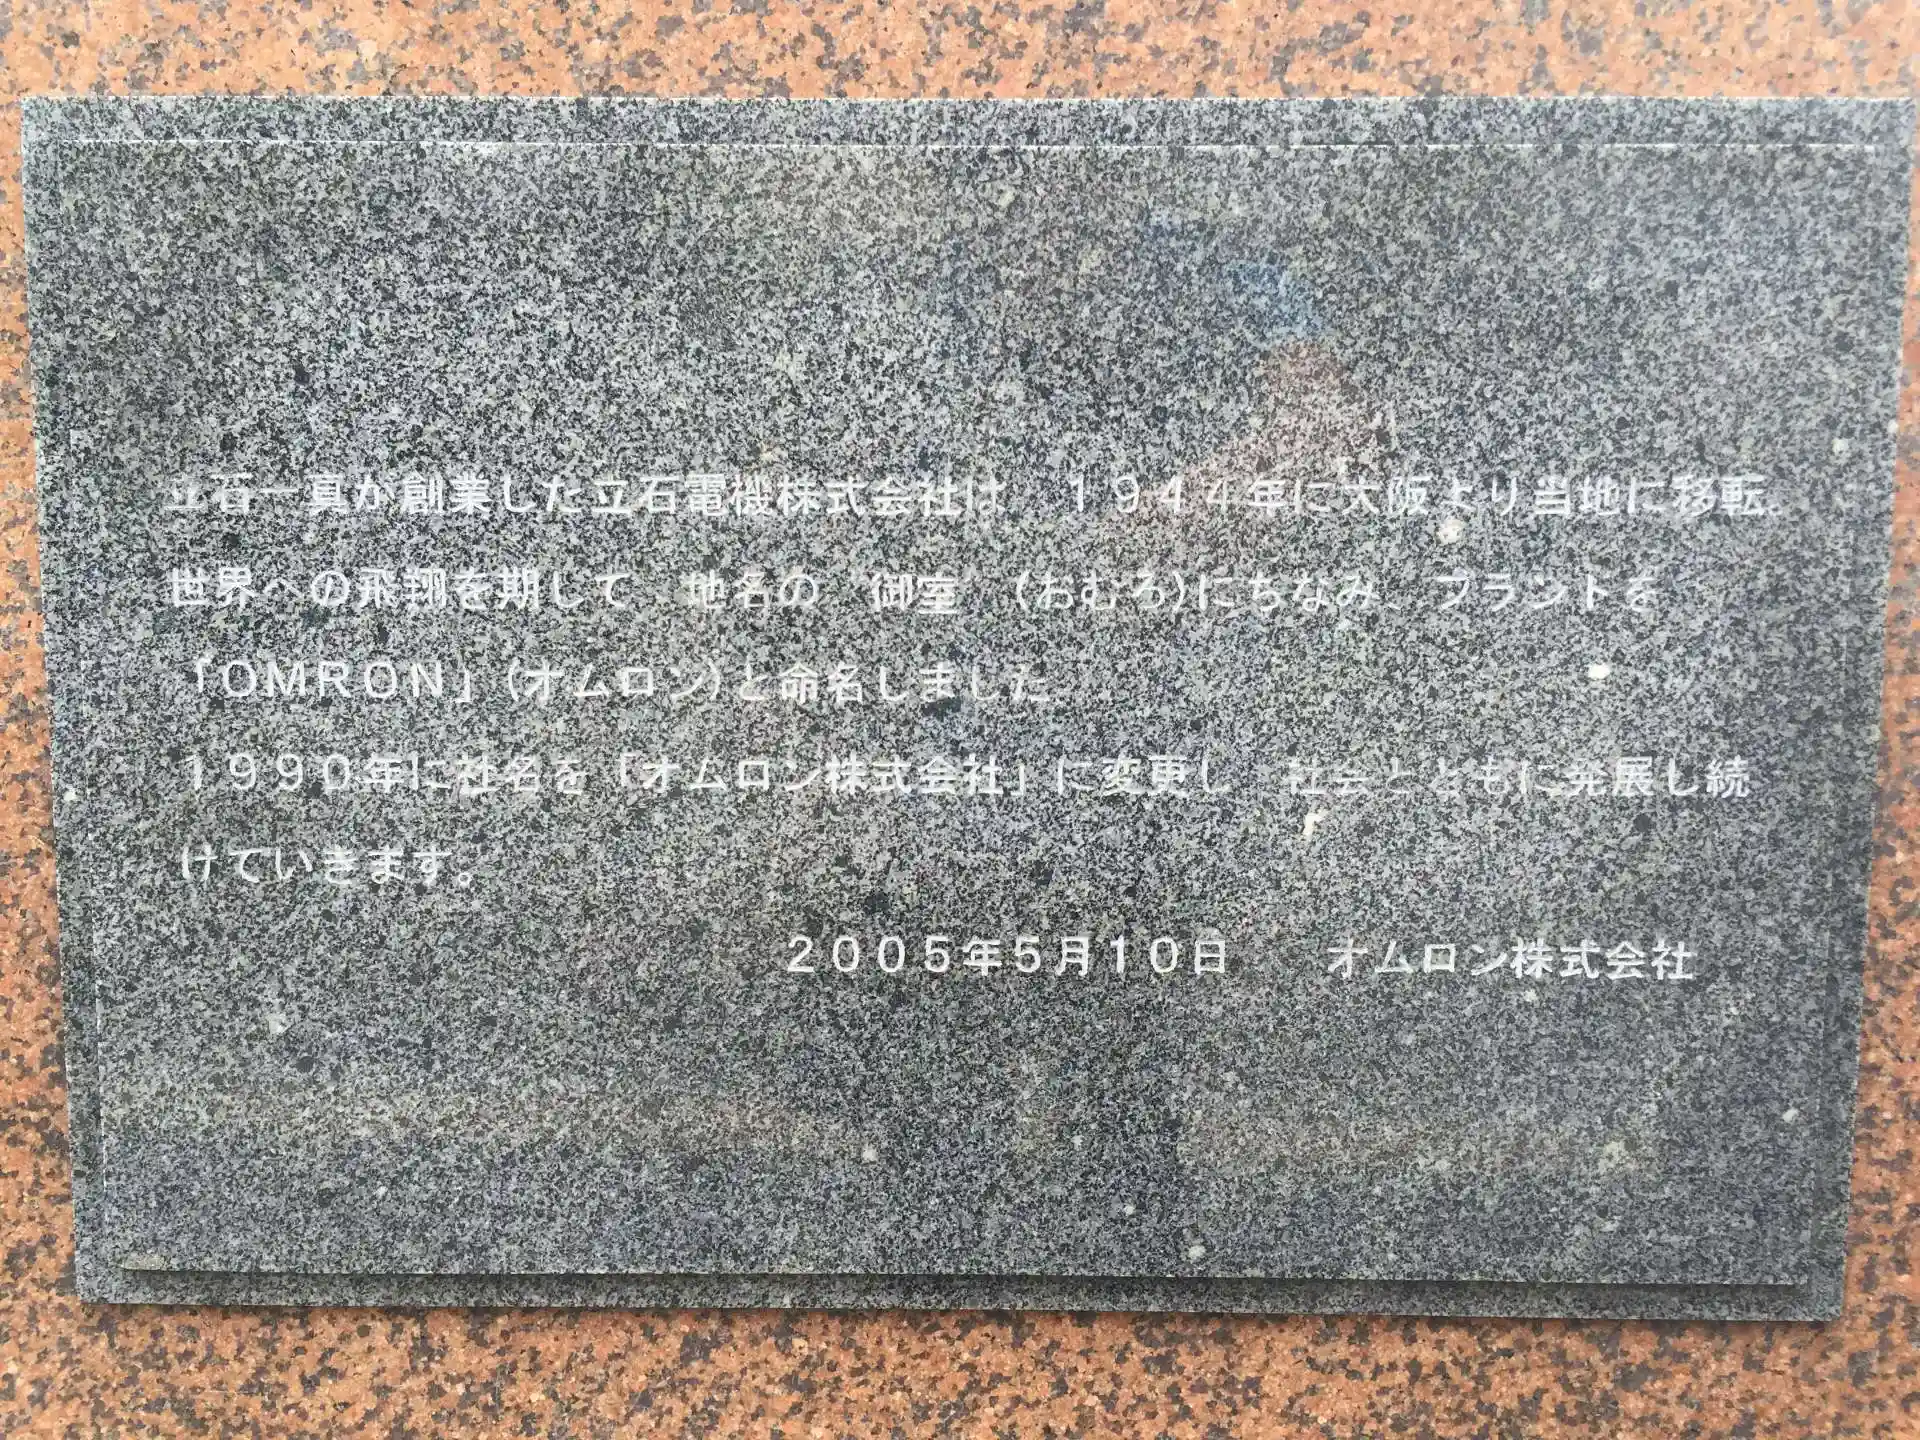 立石一真が創業した立石電機株式会社は　1944年に大阪より当地に移転、
世界への飛翔を期して、地名の　御室　(おむろ)にちなみ、ブラントを
「OMRON」(オムロン)と命名しました
1990年に社名を「オムロン株式会社」に変更し　社会とともに発展し続
けていきます。
2005年5月10日　　オムロン株式会社